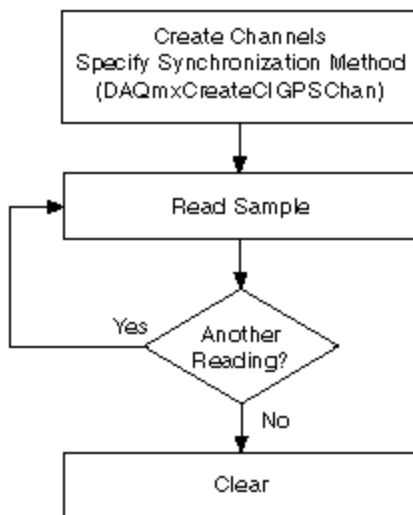 Create Channels
Specify Synchronization Method
(DAQmxCreateCIGPSChan)
Read Sample
Yes
Another
Reading?
No
Clear